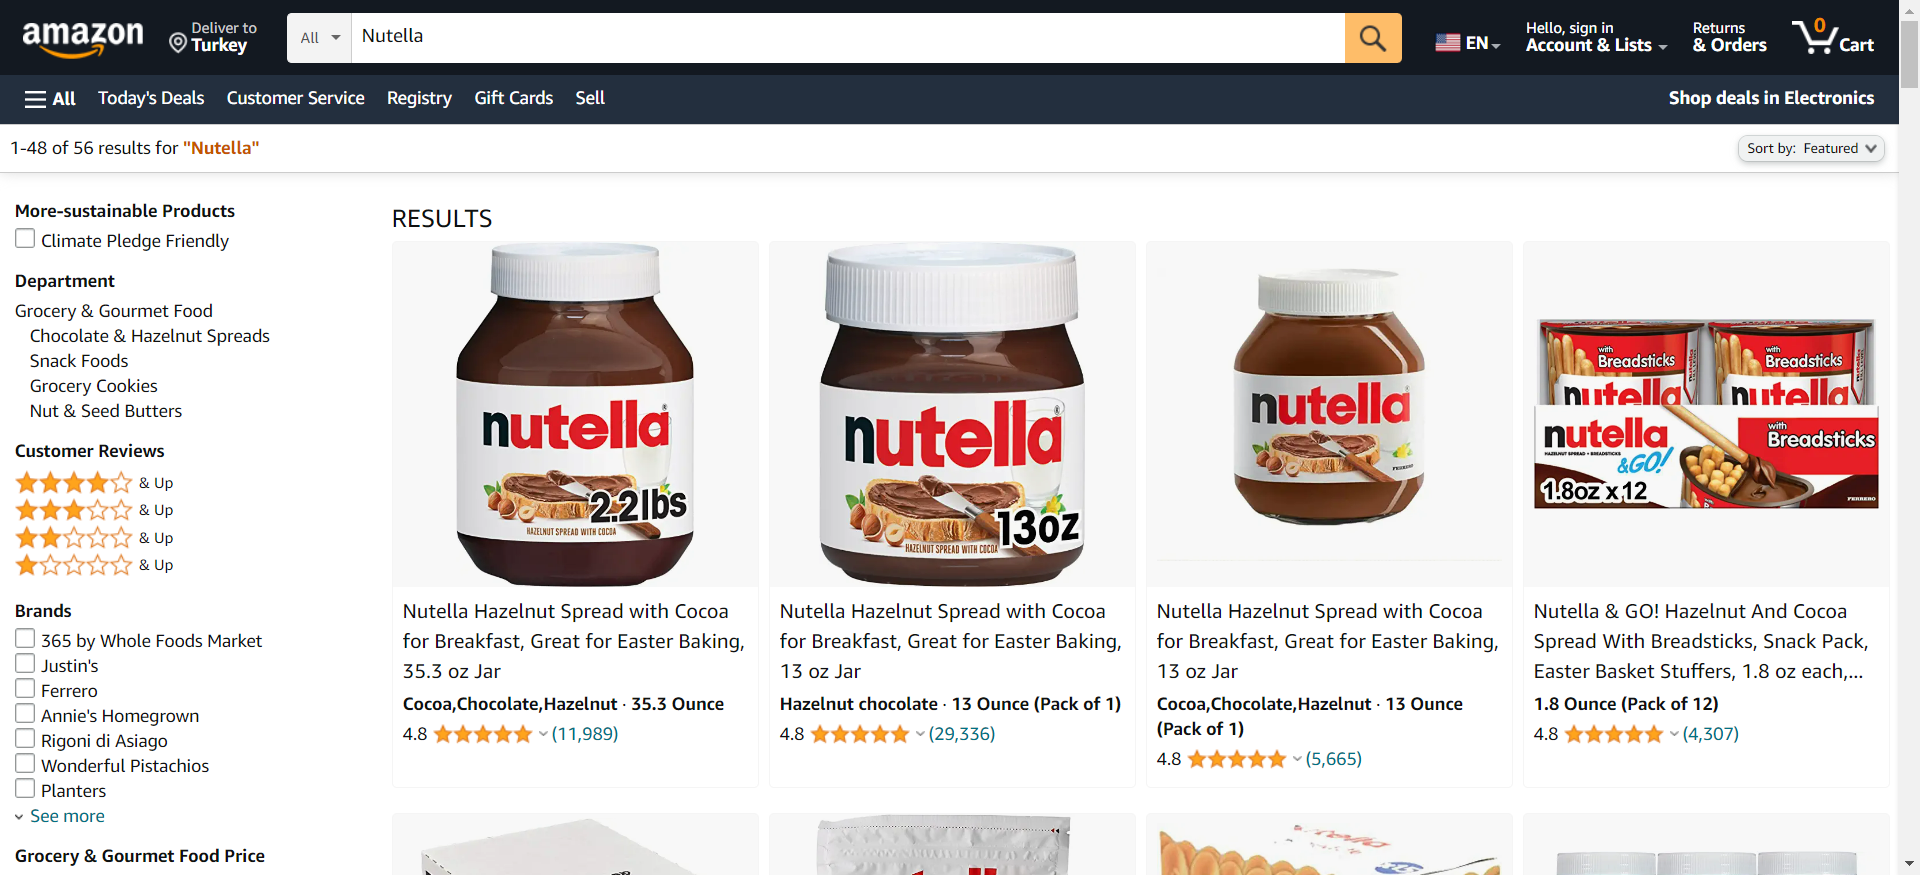 amazon
Deliver to
Turkey
All
Nutella
EN
Hello, sign in
Account & Lists
Returns
& Orders
0
Cart
All
Today's Deals
Customer Service
Registry
Gift Cards
Sell
Shop deals in Electronics
1-48 of 56 results for "Nutella"
Sort by: Featured
More-sustainable Products
Climate Pledge Friendly
Department
Grocery & Gourmet Food
Chocolate & Hazelnut Spreads
Snack Foods
Grocery Cookies
Nut & Seed Butters
Customer Reviews
& Up
& Up
& Up
& Up
Brands
365 by Whole Foods Market
Justin's
Ferrero
Annie's Homegrown
Rigoni di Asiago
Wonderful Pistachios
Planters
See more
Grocery & Gourmet Food Price
RESULTS
nutella
2.2lbs
HAZELNUT SPREAD WITH COCOA
Nutella Hazelnut Spread with Cocoa
for Breakfast, Great for Easter Baking,
35.3 oz Jar
Cocoa,Chocolate,Hazelnut · 35.3 Ounce
4.8
(11,989)
nutella
13oz
HAZELNUT SPREAD WITH COCOA
Nutella Hazelnut Spread with Cocoa
for Breakfast, Great for Easter Baking,
13 oz Jar
Hazelnut chocolate · 13 Ounce (Pack of 1)
4.8
(29,336)
nutella
FERRERO
Nutella Hazelnut Spread with Cocoa
for Breakfast, Great for Easter Baking,
13 oz Jar
Cocoa,Chocolate,Hazelnut · 13 Ounce
(Pack of 1)
4.8
(5,665)
with
Breadsticks
nutella
with
Breadsticks
nutella
nutella
HAZELNUT SPREAD + BREADSTICKS
&GO!
with
Breadsticks
1.8oz x 12
FERRERO
Nutella & GO! Hazelnut And Cocoa
Spread With Breadsticks, Snack Pack,
Easter Basket Stuffers, 1.8 oz each,...
1.8 Ounce (Pack of 12)
4.8
(4,307)